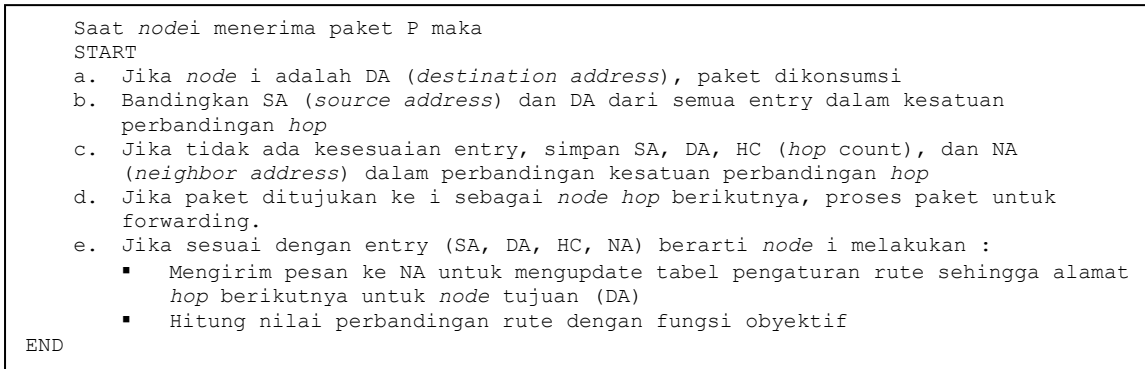 Saat nodei menerima paket P maka
START
a. Jika node i adalah DA (destination address), paket dikonsumsi
b. Bandingkan SA (source address) dan DA dari semua entry dalam kesatuan
perbandingan hop
c. Jika tidak ada kesesuaian entry, simpan SA, DA, HC (hop count), dan NA
(neighbor address) dalam perbandingan kesatuan perbandingan hop
d. Jika paket ditujukan ke i sebagai node hop berikutnya, proses paket untuk
forwarding.
e. Jika sesuai dengan entry (SA, DA, HC, NA) berarti node i melakukan :
▪ Mengirim pesan ke NA untuk mengupdate tabel pengaturan rute sehingga alamat
hop berikutnya untuk node tujuan (DA)
▪ Hitung nilai perbandingan rute dengan fungsi obyektif
END